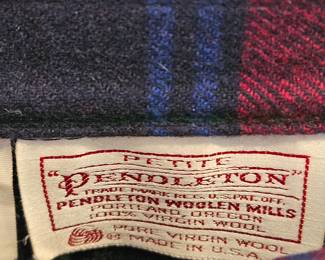 PETITE
"PENDLETON"
TRADE MARK REG. U.S. PAT. OFF.
PENDLETON WOOLEN MILLS
PORTLAND, OREGON
100% VIRGIN WOOL
PURE VIRGIN WOOL
MADE IN U.S.A.